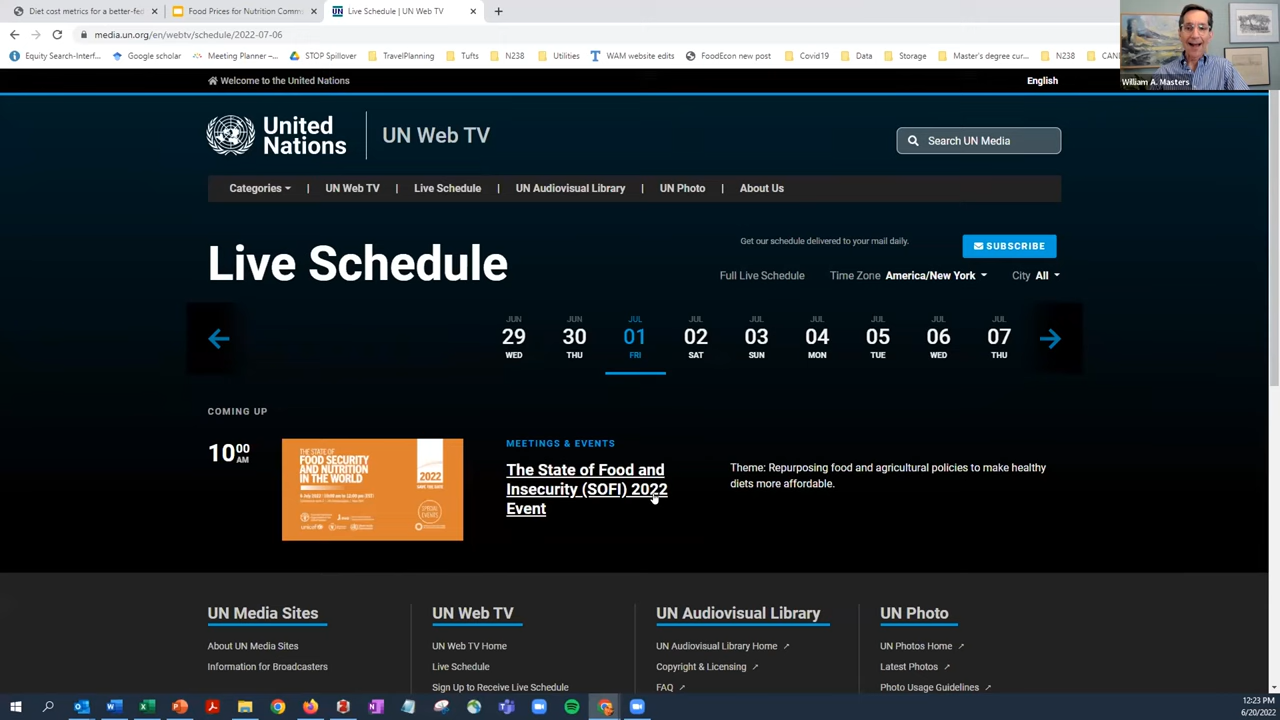 Diet cost metrics for a better-fed
Food Prices for Nutrition Comm
Live Schedule | UN Web TV
media.un.org/en/webtv/schedule/2022-07-06
Equity Search-Interf...
Google scholar
Meeting Planner –...
STOP Spillover
TravelPlanning
Tufts
N238
Utilities
WAM website edits
FoodEcon new post
Covid19
Data
Storage
Master's degree cur...
N238
CAN
William A. Masters
Welcome to the United Nations
English
United
Nations
UN Web TV
Search UN Media
Categories | UN Web TV | Live Schedule | UN Audiovisual Library | UN Photo | About Us
Live Schedule
Get our schedule delivered to your mail daily.
SUBSCRIBE
Full Live Schedule Time Zone America/New York City All
JUN JUN JUL JUL JUL JUL JUL JUL JUL
29 30 01 02 03 04 05 06 07
WED THU FRI SAT SUN MON TUE WED THU
COMING UP
10 00 AM
THE STATE OF
FOOD SECURITY
AND NUTRITION
IN THE WORLD
2022
SPECIAL
EVENTS
unicef
MEETINGS & EVENTS
The State of Food and
Insecurity (SOFI) 2022
Event
Theme: Repurposing food and agricultural policies to make healthy
diets more affordable.
UN Media Sites
About UN Media Sites
Information for Broadcasters
UN Web TV
UN Web TV Home
Live Schedule
Sign Up to Receive Live Schedule
UN Audiovisual Library
UN Audiovisual Library Home
Copyright & Licensing
FAQ
UN Photo
UN Photos Home
Latest Photos
Photo Usage Guidelines
12:23 PM
6/20/2022